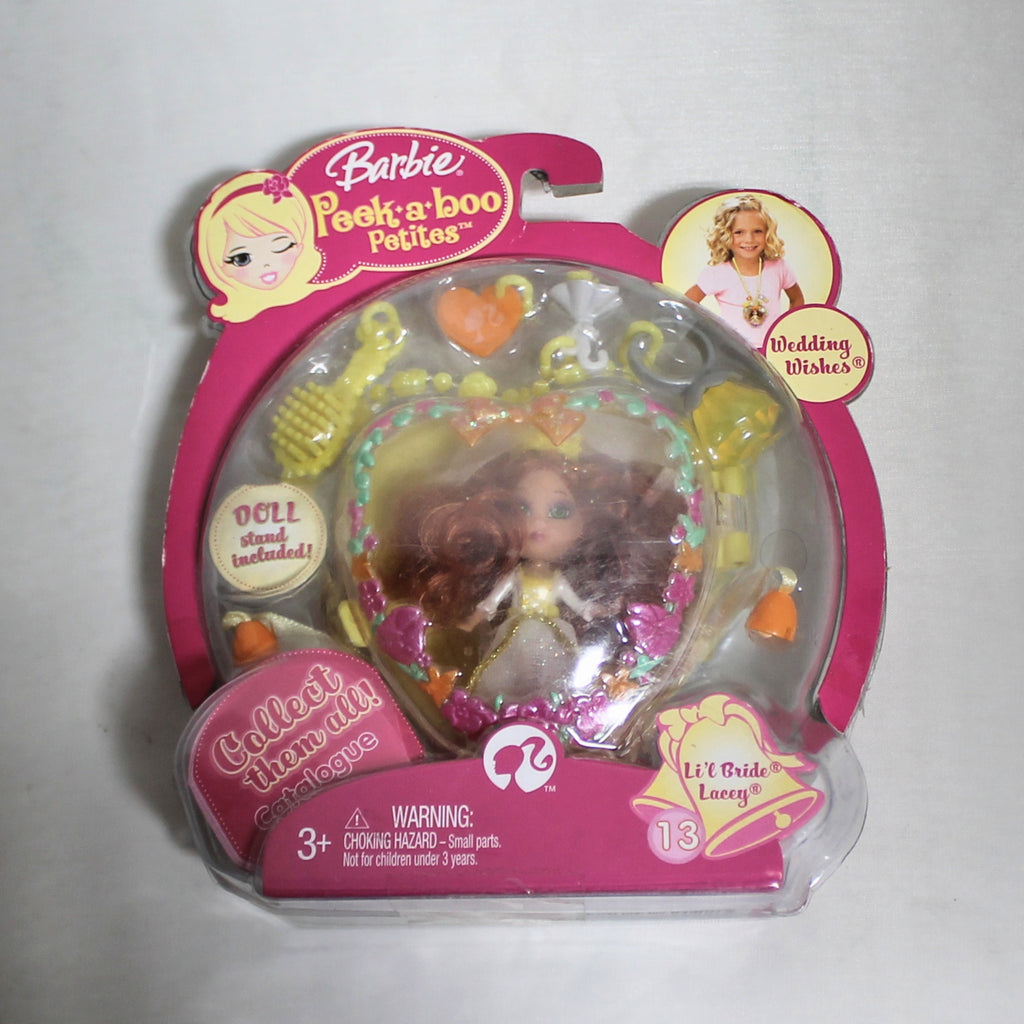 Barbie®
Peek•a•boo
Petites™
Wedding
Wishes®
DOLL
stand
included!
Collect
them all!
Catalogue
™
Li'l Bride®
Lacey®
13
3+
WARNING:
CHOKING HAZARD – Small parts.
Not for children under 3 years.